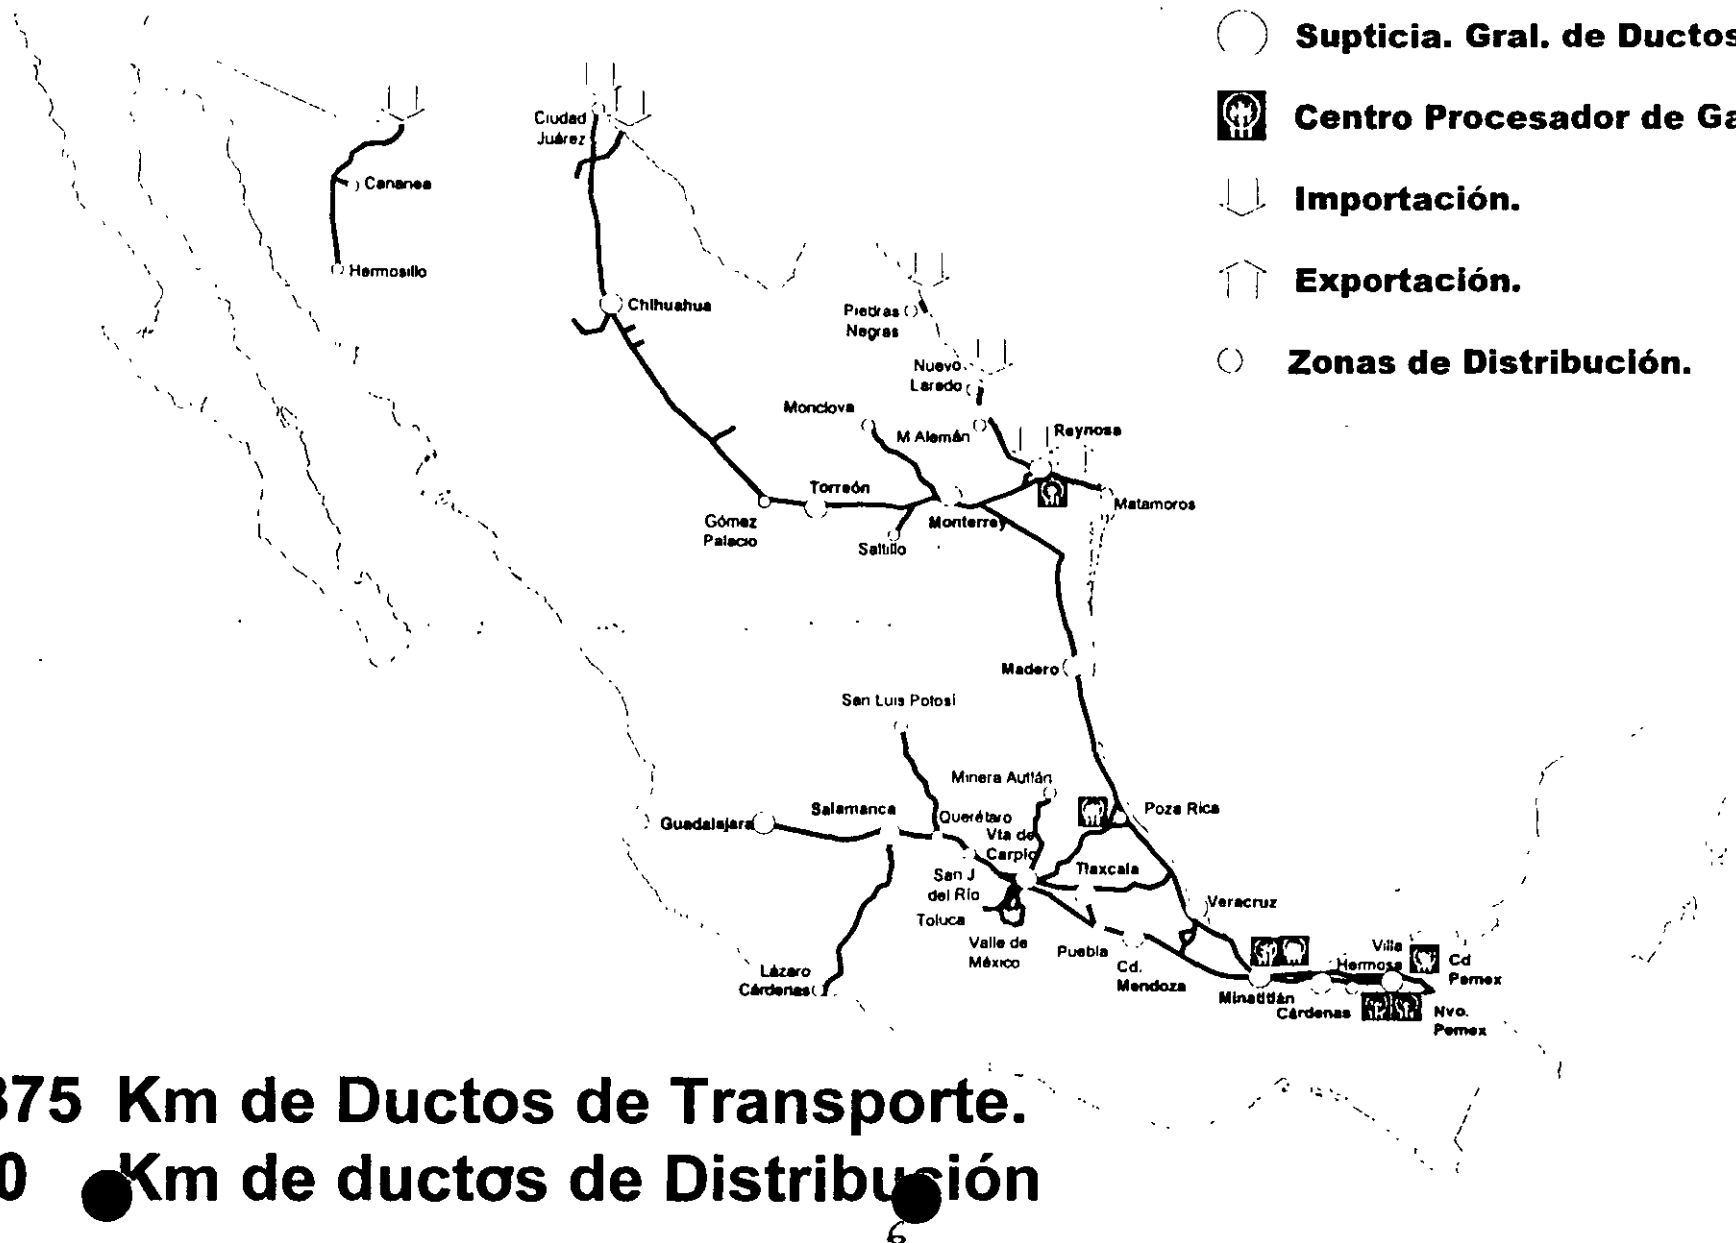 Supticia. Gral. de Ductos
Centro Procesador de Ga
Importación.
Exportación.
Zonas de Distribución.
Ciudad
Juárez
Cananea
Hermosillo
Chihuahua
Piedras
Negras
Nuevo
Laredo
Monclova
M Alemán
Reynosa
Torreón
Matamoros
Gómez
Palacio
Monterrey
Saltillo
Madero
San Luis Potosí
Minera Autlán
Salamanca
Poza Rica
Guadalajara
Querétaro
Vta de
Carpio
Tlaxcala
San J
del Río
Toluca
Veracruz
Valle de
México
Puebla
Cd.
Mendoza
Lázaro
Cárdenas
Minatitlán
Cárdenas
Villa
Hermosa
Cd
Pemex
Nvo.
Pemex
375 Km de Ductos de Transporte.
0 Km de ductos de Distribución